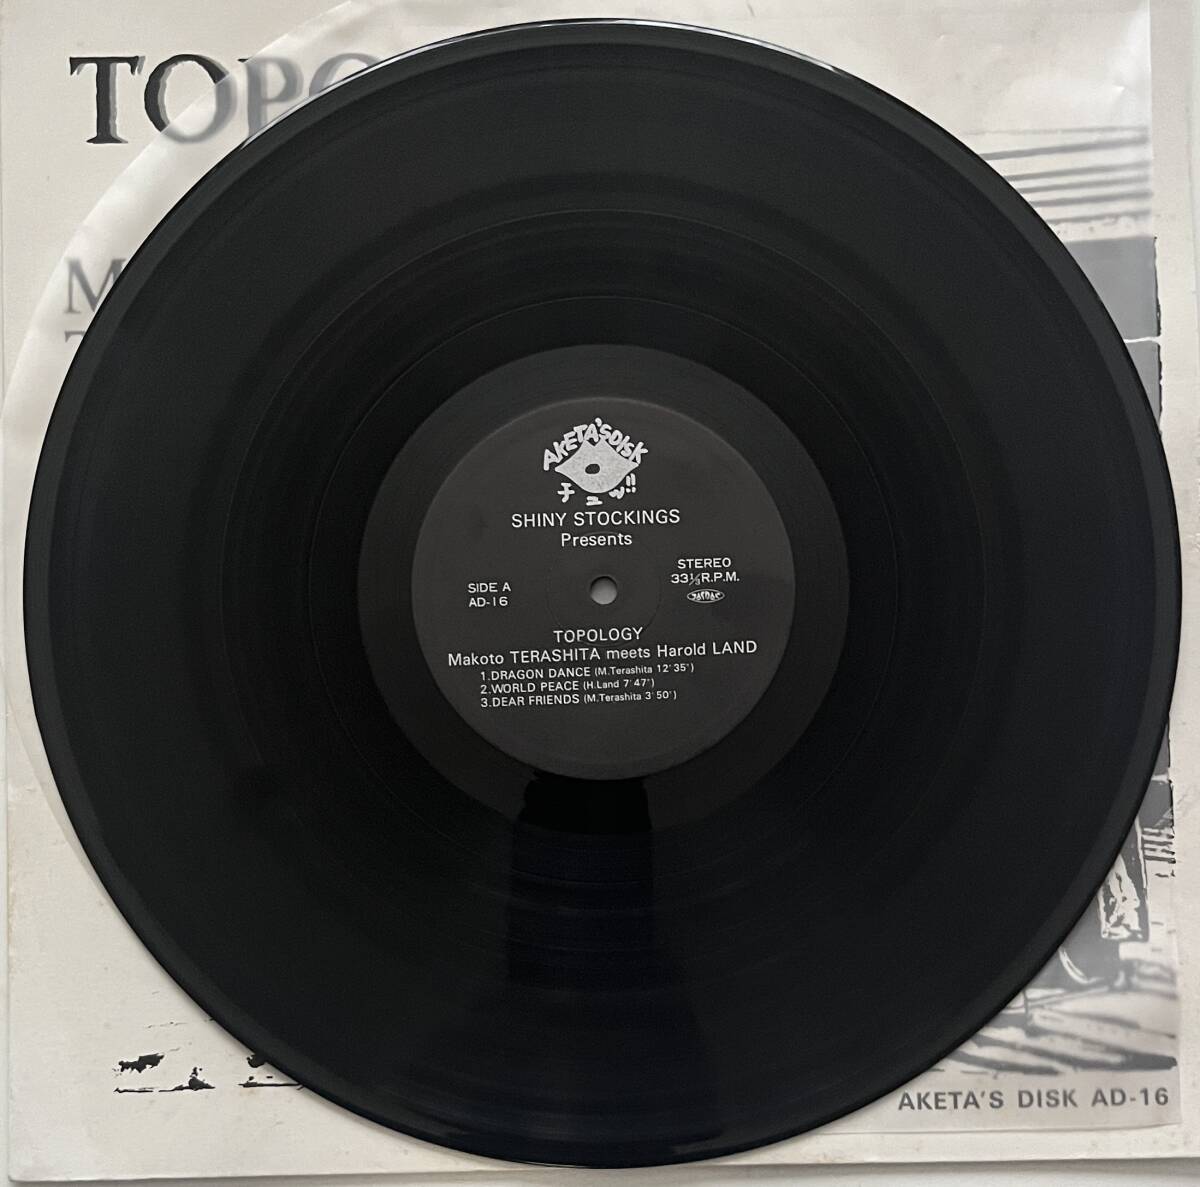 TOPO
M
AKETA'S DISK
チュッ!!
SHINY STOCKINGS
Presents
SIDE A
AD-16
STEREO
33⅓R.P.M.
TOPOLOGY
Makoto TERASHITA meets Harold LAND
1.DRAGON DANCE (M.Terashita 12'35")
2.WORLD PEACE (H.Land 7'47")
3.DEAR FRIENDS (M.Terashita 3'50")
AKETA'S DISK AD-16